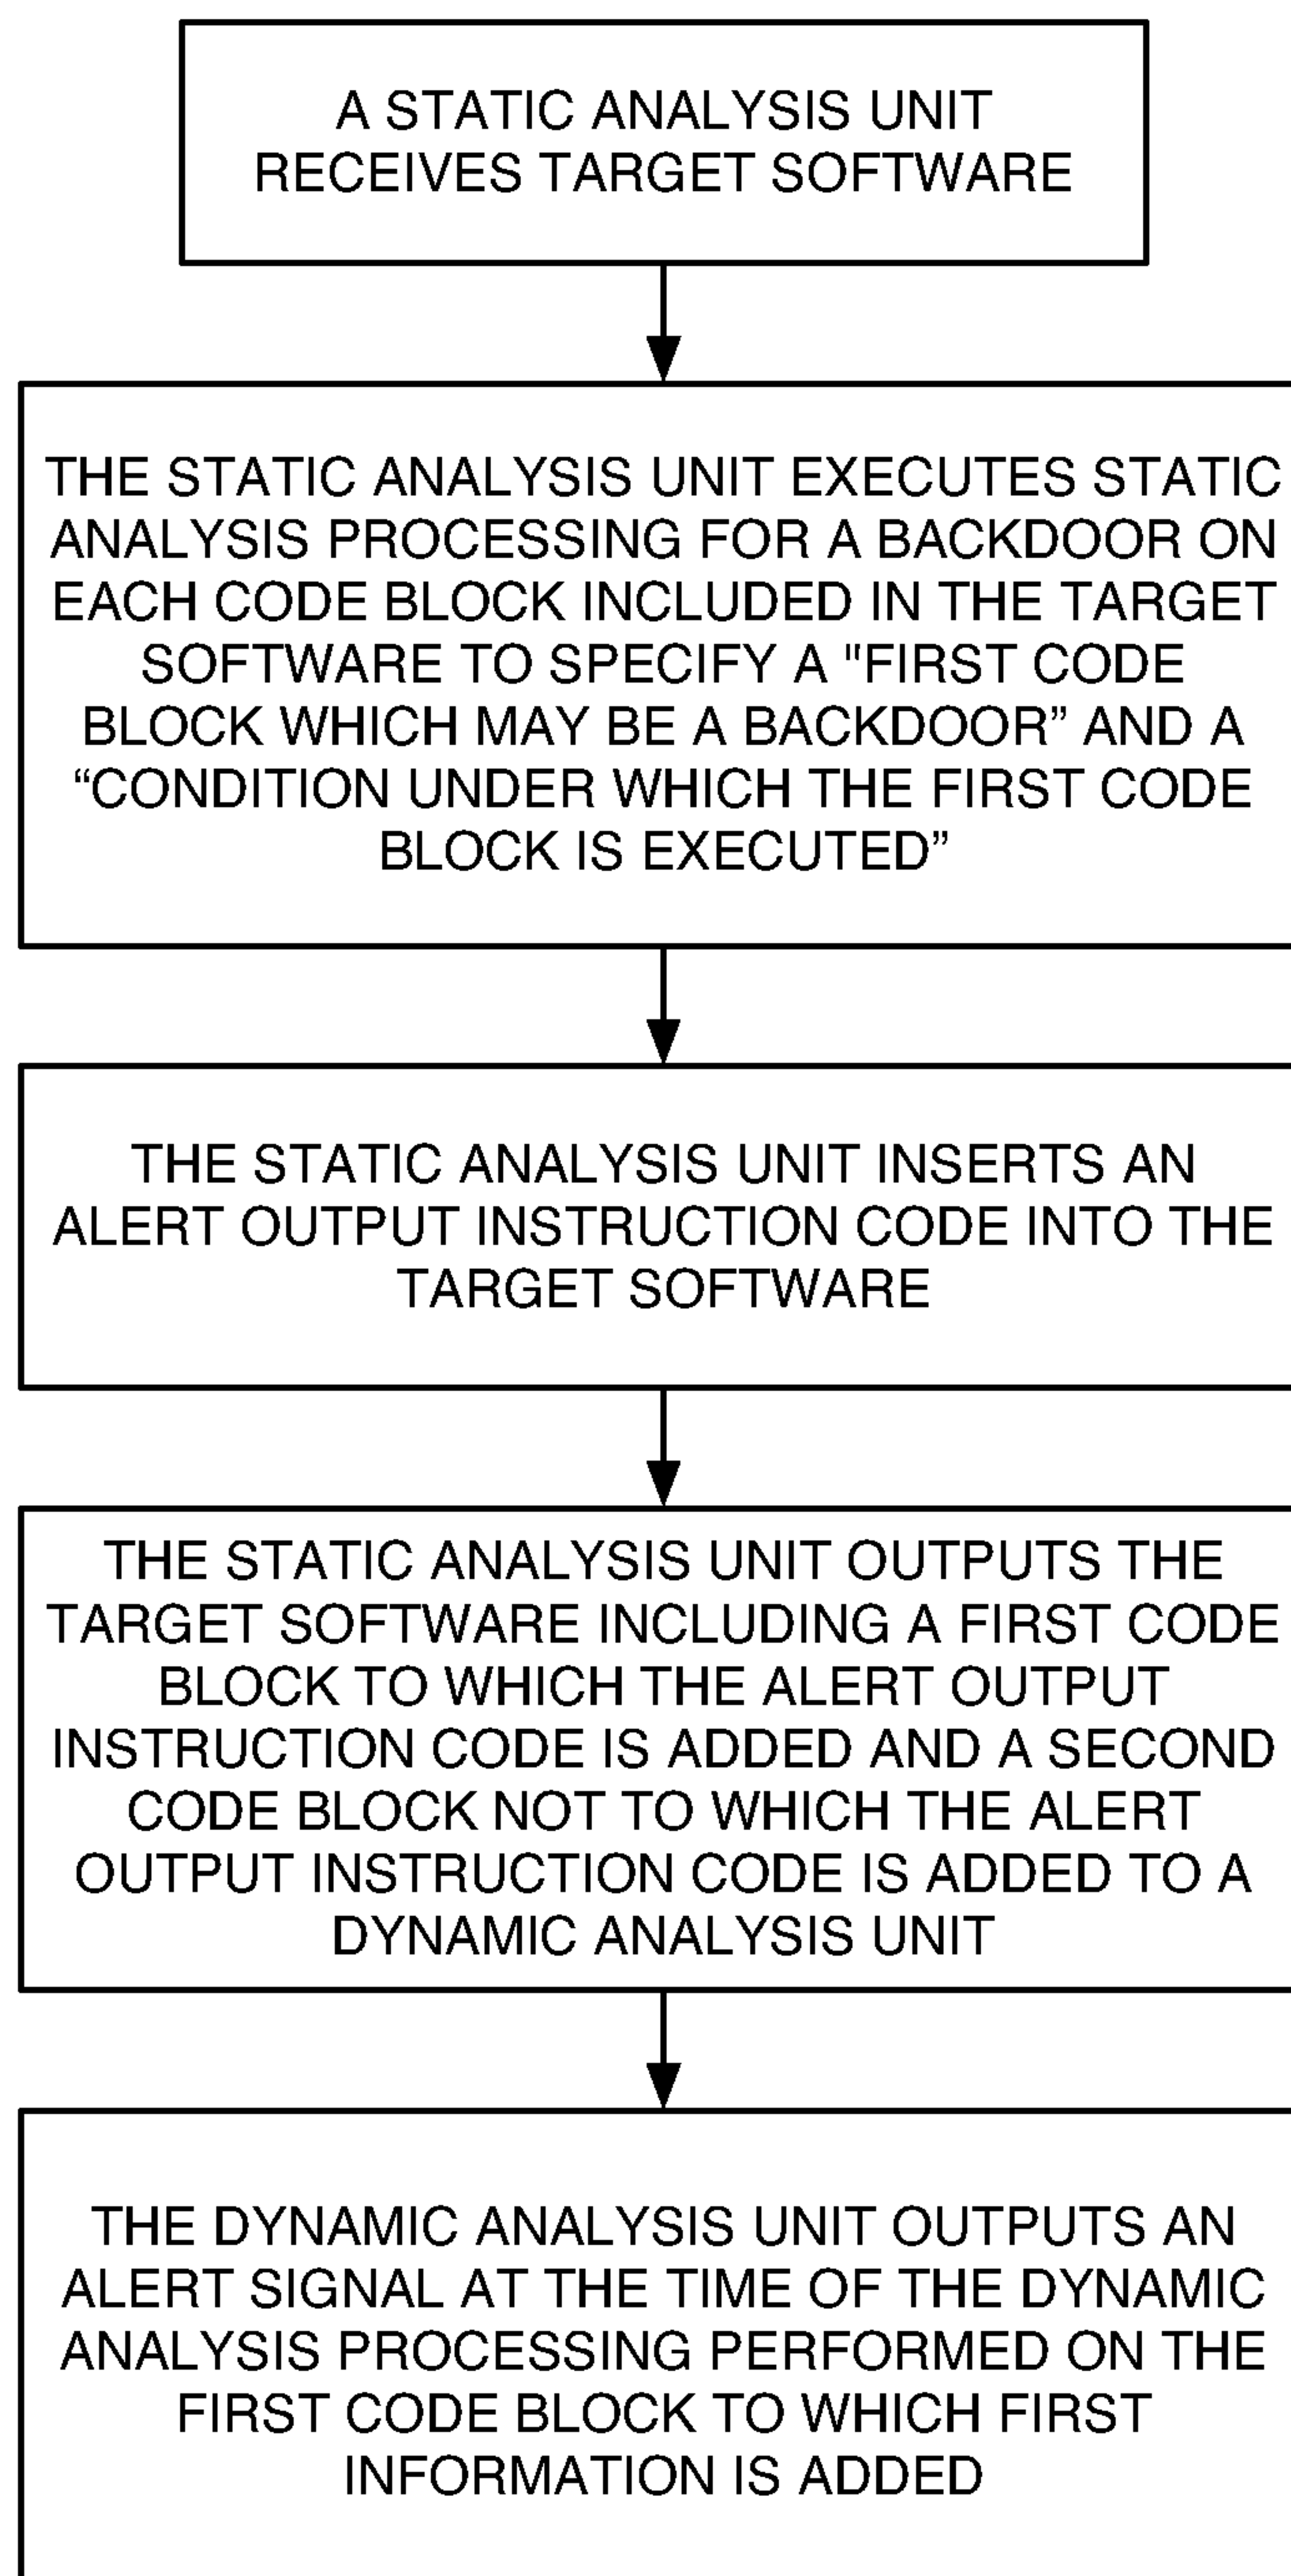 A STATIC ANALYSIS UNIT
RECEIVES TARGET SOFTWARE
THE STATIC ANALYSIS UNIT EXECUTES STATIC
ANALYSIS PROCESSING FOR A BACKDOOR ON
EACH CODE BLOCK INCLUDED IN THE TARGET
SOFTWARE TO SPECIFY A "FIRST CODE
BLOCK WHICH MAY BE A BACKDOOR” AND A
“CONDITION UNDER WHICH THE FIRST CODE
BLOCK IS EXECUTED”
THE STATIC ANALYSIS UNIT INSERTS AN
ALERT OUTPUT INSTRUCTION CODE INTO THE
TARGET SOFTWARE
THE STATIC ANALYSIS UNIT OUTPUTS THE
TARGET SOFTWARE INCLUDING A FIRST CODE
BLOCK TO WHICH THE ALERT OUTPUT
INSTRUCTION CODE IS ADDED AND A SECOND
CODE BLOCK NOT TO WHICH THE ALERT
OUTPUT INSTRUCTION CODE IS ADDED TO A
DYNAMIC ANALYSIS UNIT
THE DYNAMIC ANALYSIS UNIT OUTPUTS AN
ALERT SIGNAL AT THE TIME OF THE DYNAMIC
ANALYSIS PROCESSING PERFORMED ON THE
FIRST CODE BLOCK TO WHICH FIRST
INFORMATION IS ADDED